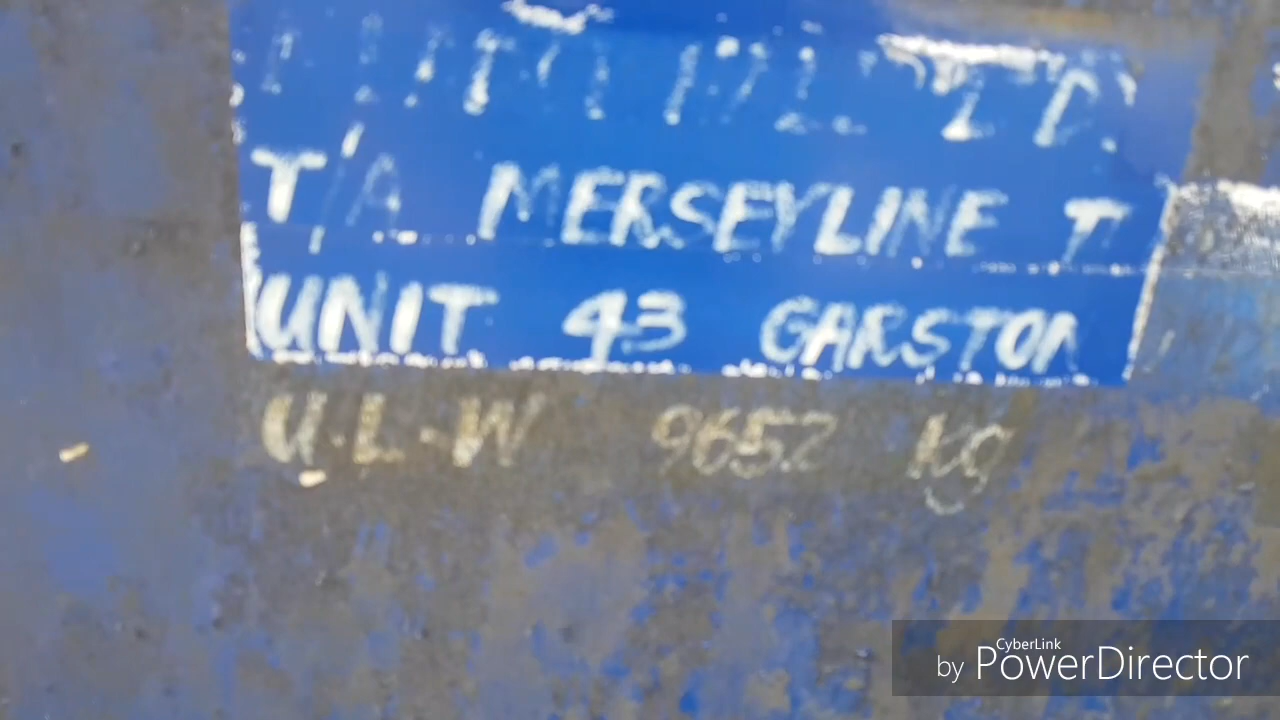 T/A MERSEYLINE T
UNIT 43 GARSTON
U.L.W 9652 Kg
CyberLink
by PowerDirector